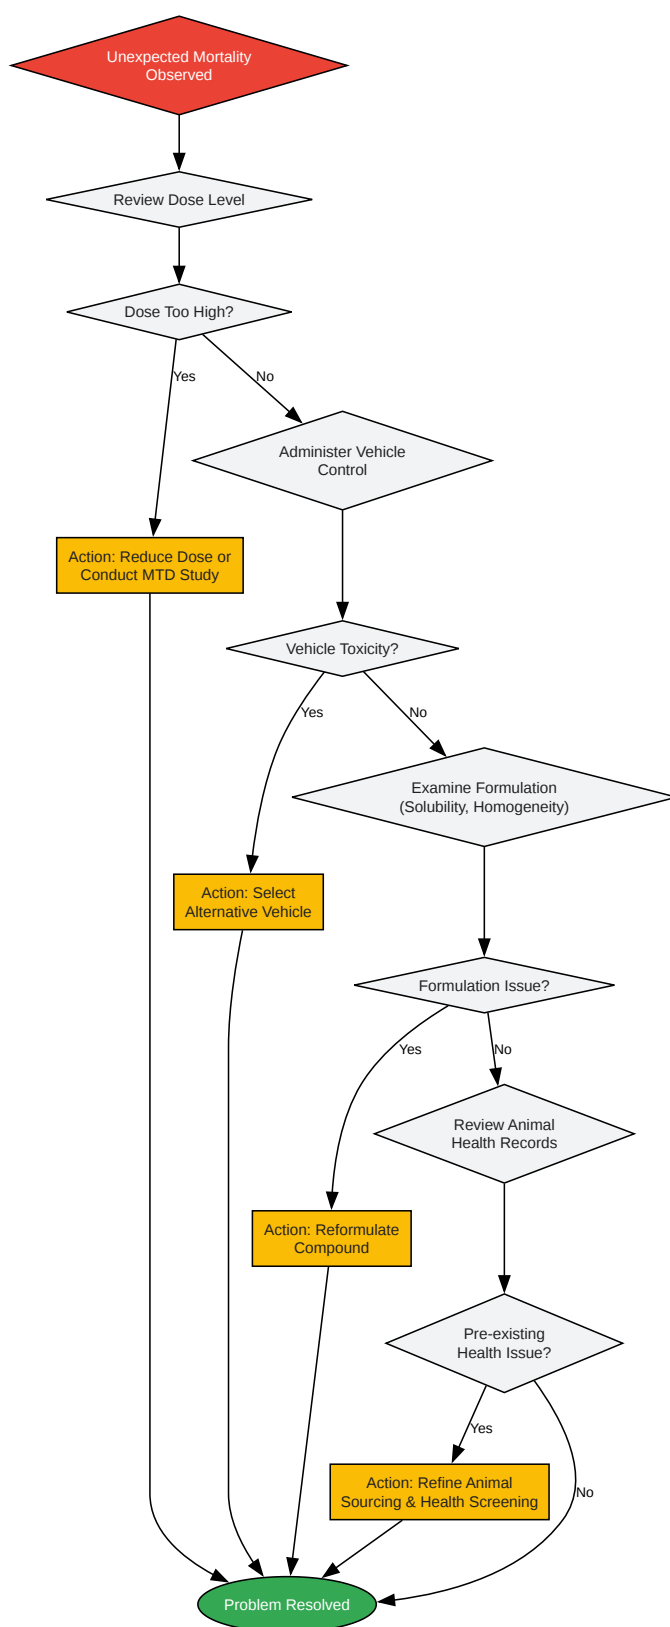 Unexpected Mortality
Observed
Review Dose Level
Dose Too High?
Yes
No
Administer Vehicle
Control
Action: Reduce Dose or
Conduct MTD Study
Vehicle Toxicity?
Yes
No
Examine Formulation
(Solubility, Homogeneity)
Action: Select
Alternative Vehicle
Formulation Issue?
Yes
No
Review Animal
Health Records
Action: Reformulate
Compound
Pre-existing
Health Issue?
Yes
Action: Refine Animal
Sourcing & Health Screening
No
Problem Resolved